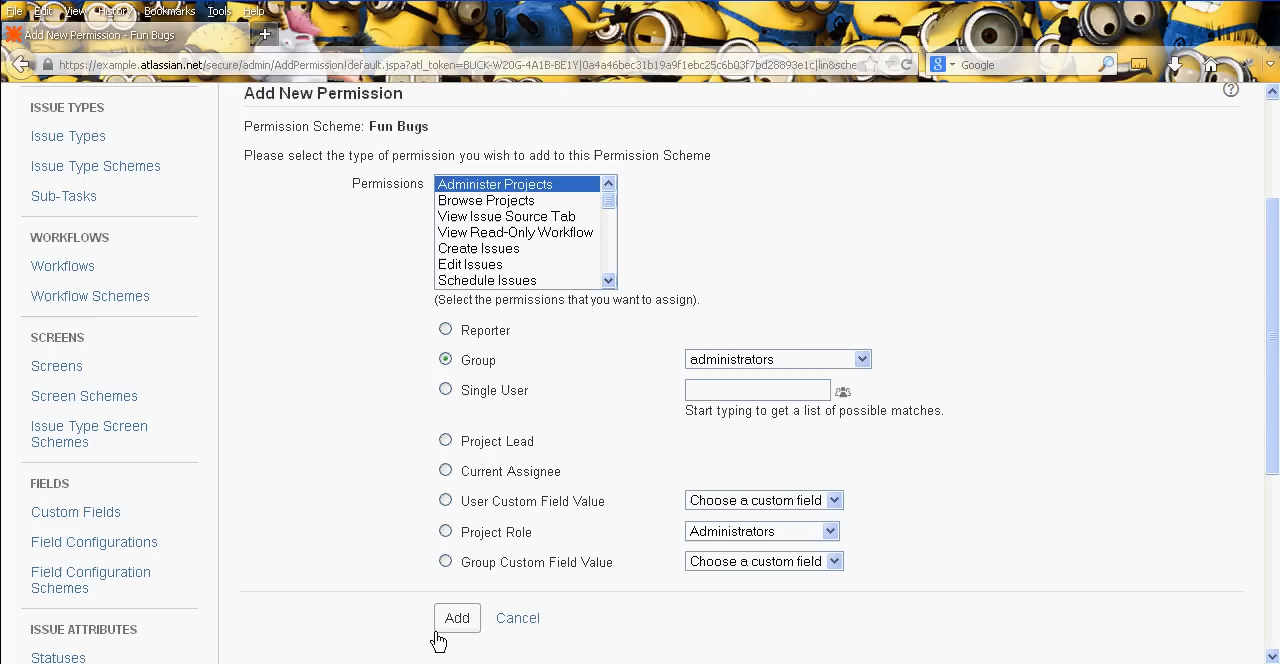 File Edit View History Bookmarks Tools Help
Add New Permission - Fun Bugs
https://example.atlassian.net/secure/admin/AddPermission!default.jspa?atl_token=BUCK-W20G-4A1B-BE1Y|0a4a46bec31b19a9f1ebc25c6b03f7bd28893e1c|lin&sche
Google
ISSUE TYPES
Issue Types
Issue Type Schemes
Sub-Tasks
WORKFLOWS
Workflows
Workflow Schemes
SCREENS
Screens
Screen Schemes
Issue Type Screen
Schemes
FIELDS
Custom Fields
Field Configurations
Field Configuration
Schemes
ISSUE ATTRIBUTES
Statuses
Add New Permission
Permission Scheme: Fun Bugs
Please select the type of permission you wish to add to this Permission Scheme
Permissions
Administer Projects
Browse Projects
View Issue Source Tab
View Read-Only Workflow
Create Issues
Edit Issues
Schedule Issues
(Select the permissions that you want to assign).
Reporter
Group administrators
Single User
Start typing to get a list of possible matches.
Project Lead
Current Assignee
User Custom Field Value Choose a custom field
Project Role Administrators
Group Custom Field Value Choose a custom field
Add Cancel